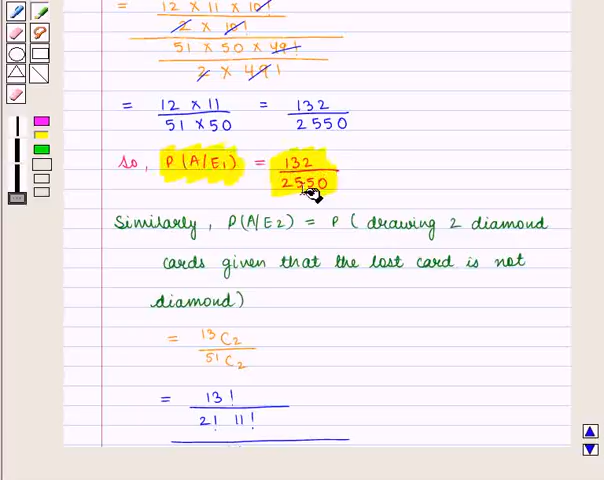 = 12 × 11 × 10!
2 × 10!
51 × 50 × 49!
2 × 49!
= 12 × 11 = 132
51 × 50 2550
So, P(A/E1) = 132
2550
Similarly, P(A/E2) = P ( drawing 2 diamond
cards given that the lost card is not
diamond)
= 13C2
51C2
= 13!
2! 11!